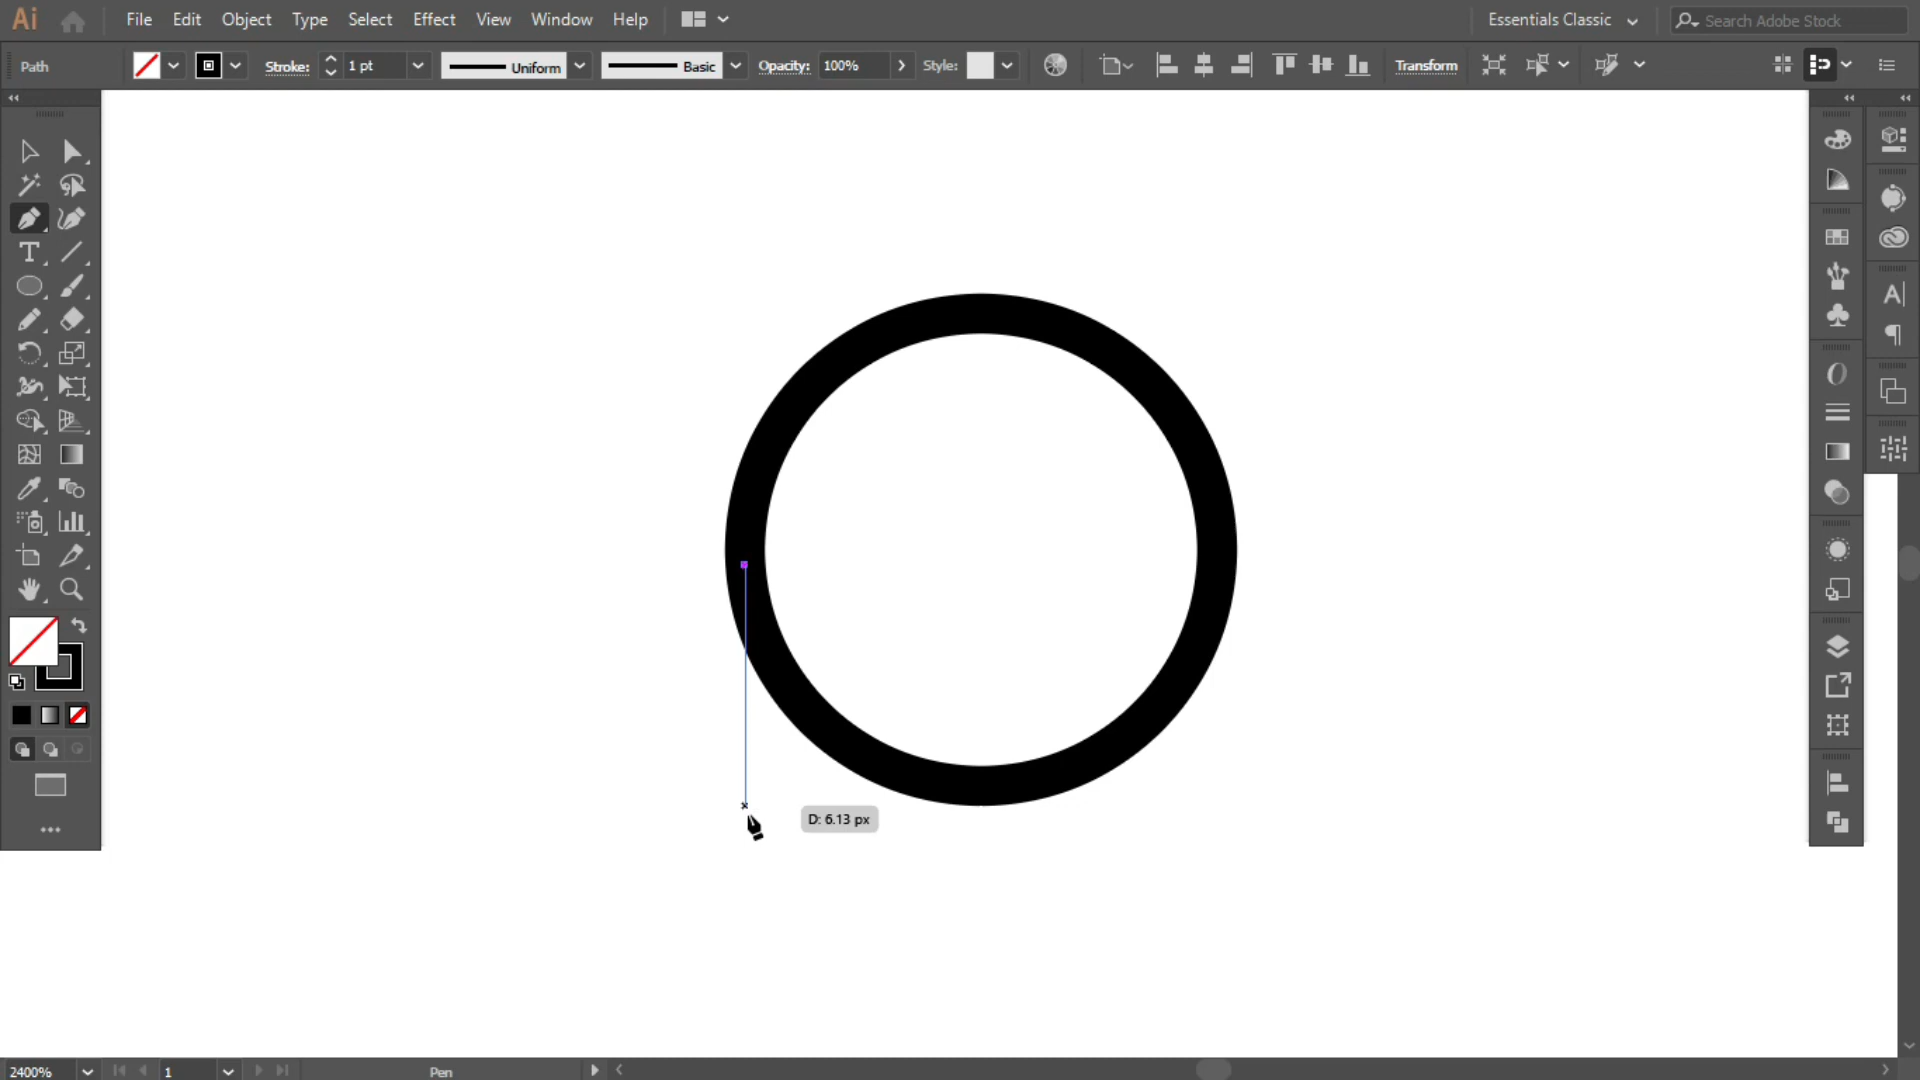 Ai File Edit Object Type Select Effect View Window Help Essentials Classic Search Adobe Stock
Path Stroke: 1 pt Uniform Basic Opacity: 100% Style: Transform
D: 6.13 px
2400% 1 Pen